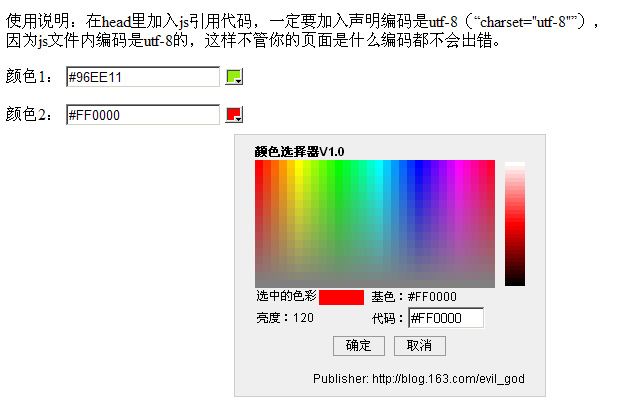 使用说明：在head里加入js引用代码，一定要加入声明编码是utf-8（“charset="utf-8"”），
因为js文件内编码是utf-8的，这样不管你的页面是什么编码都不会出错。
颜色1： #96EE11
颜色2： #FF0000
颜色选择器V1.0
选中的色彩 基色：#FF0000
亮度：120 代码：#FF0000
确定 取消
Publisher: http://blog.163.com/evil_god